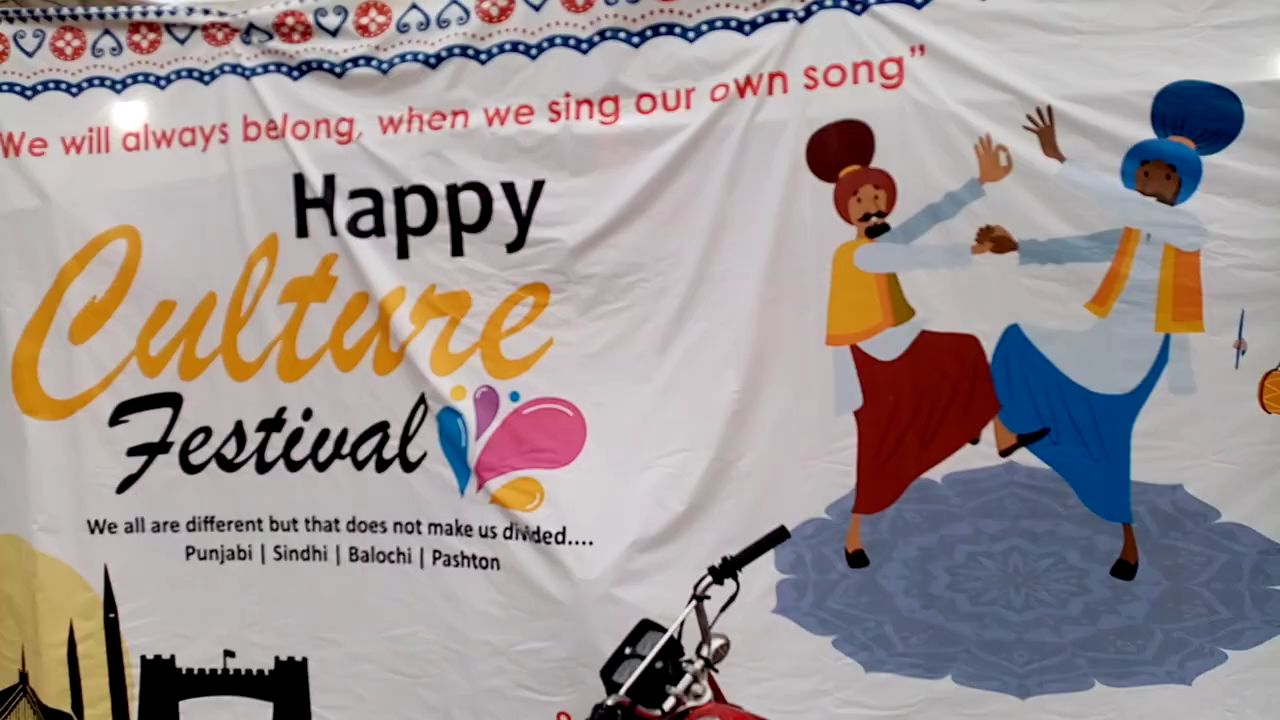 We will always belong, when we sing our own song”
Happy
Culture
Festival
We all are different but that does not make us divided....
Punjabi | Sindhi | Balochi | Pashton